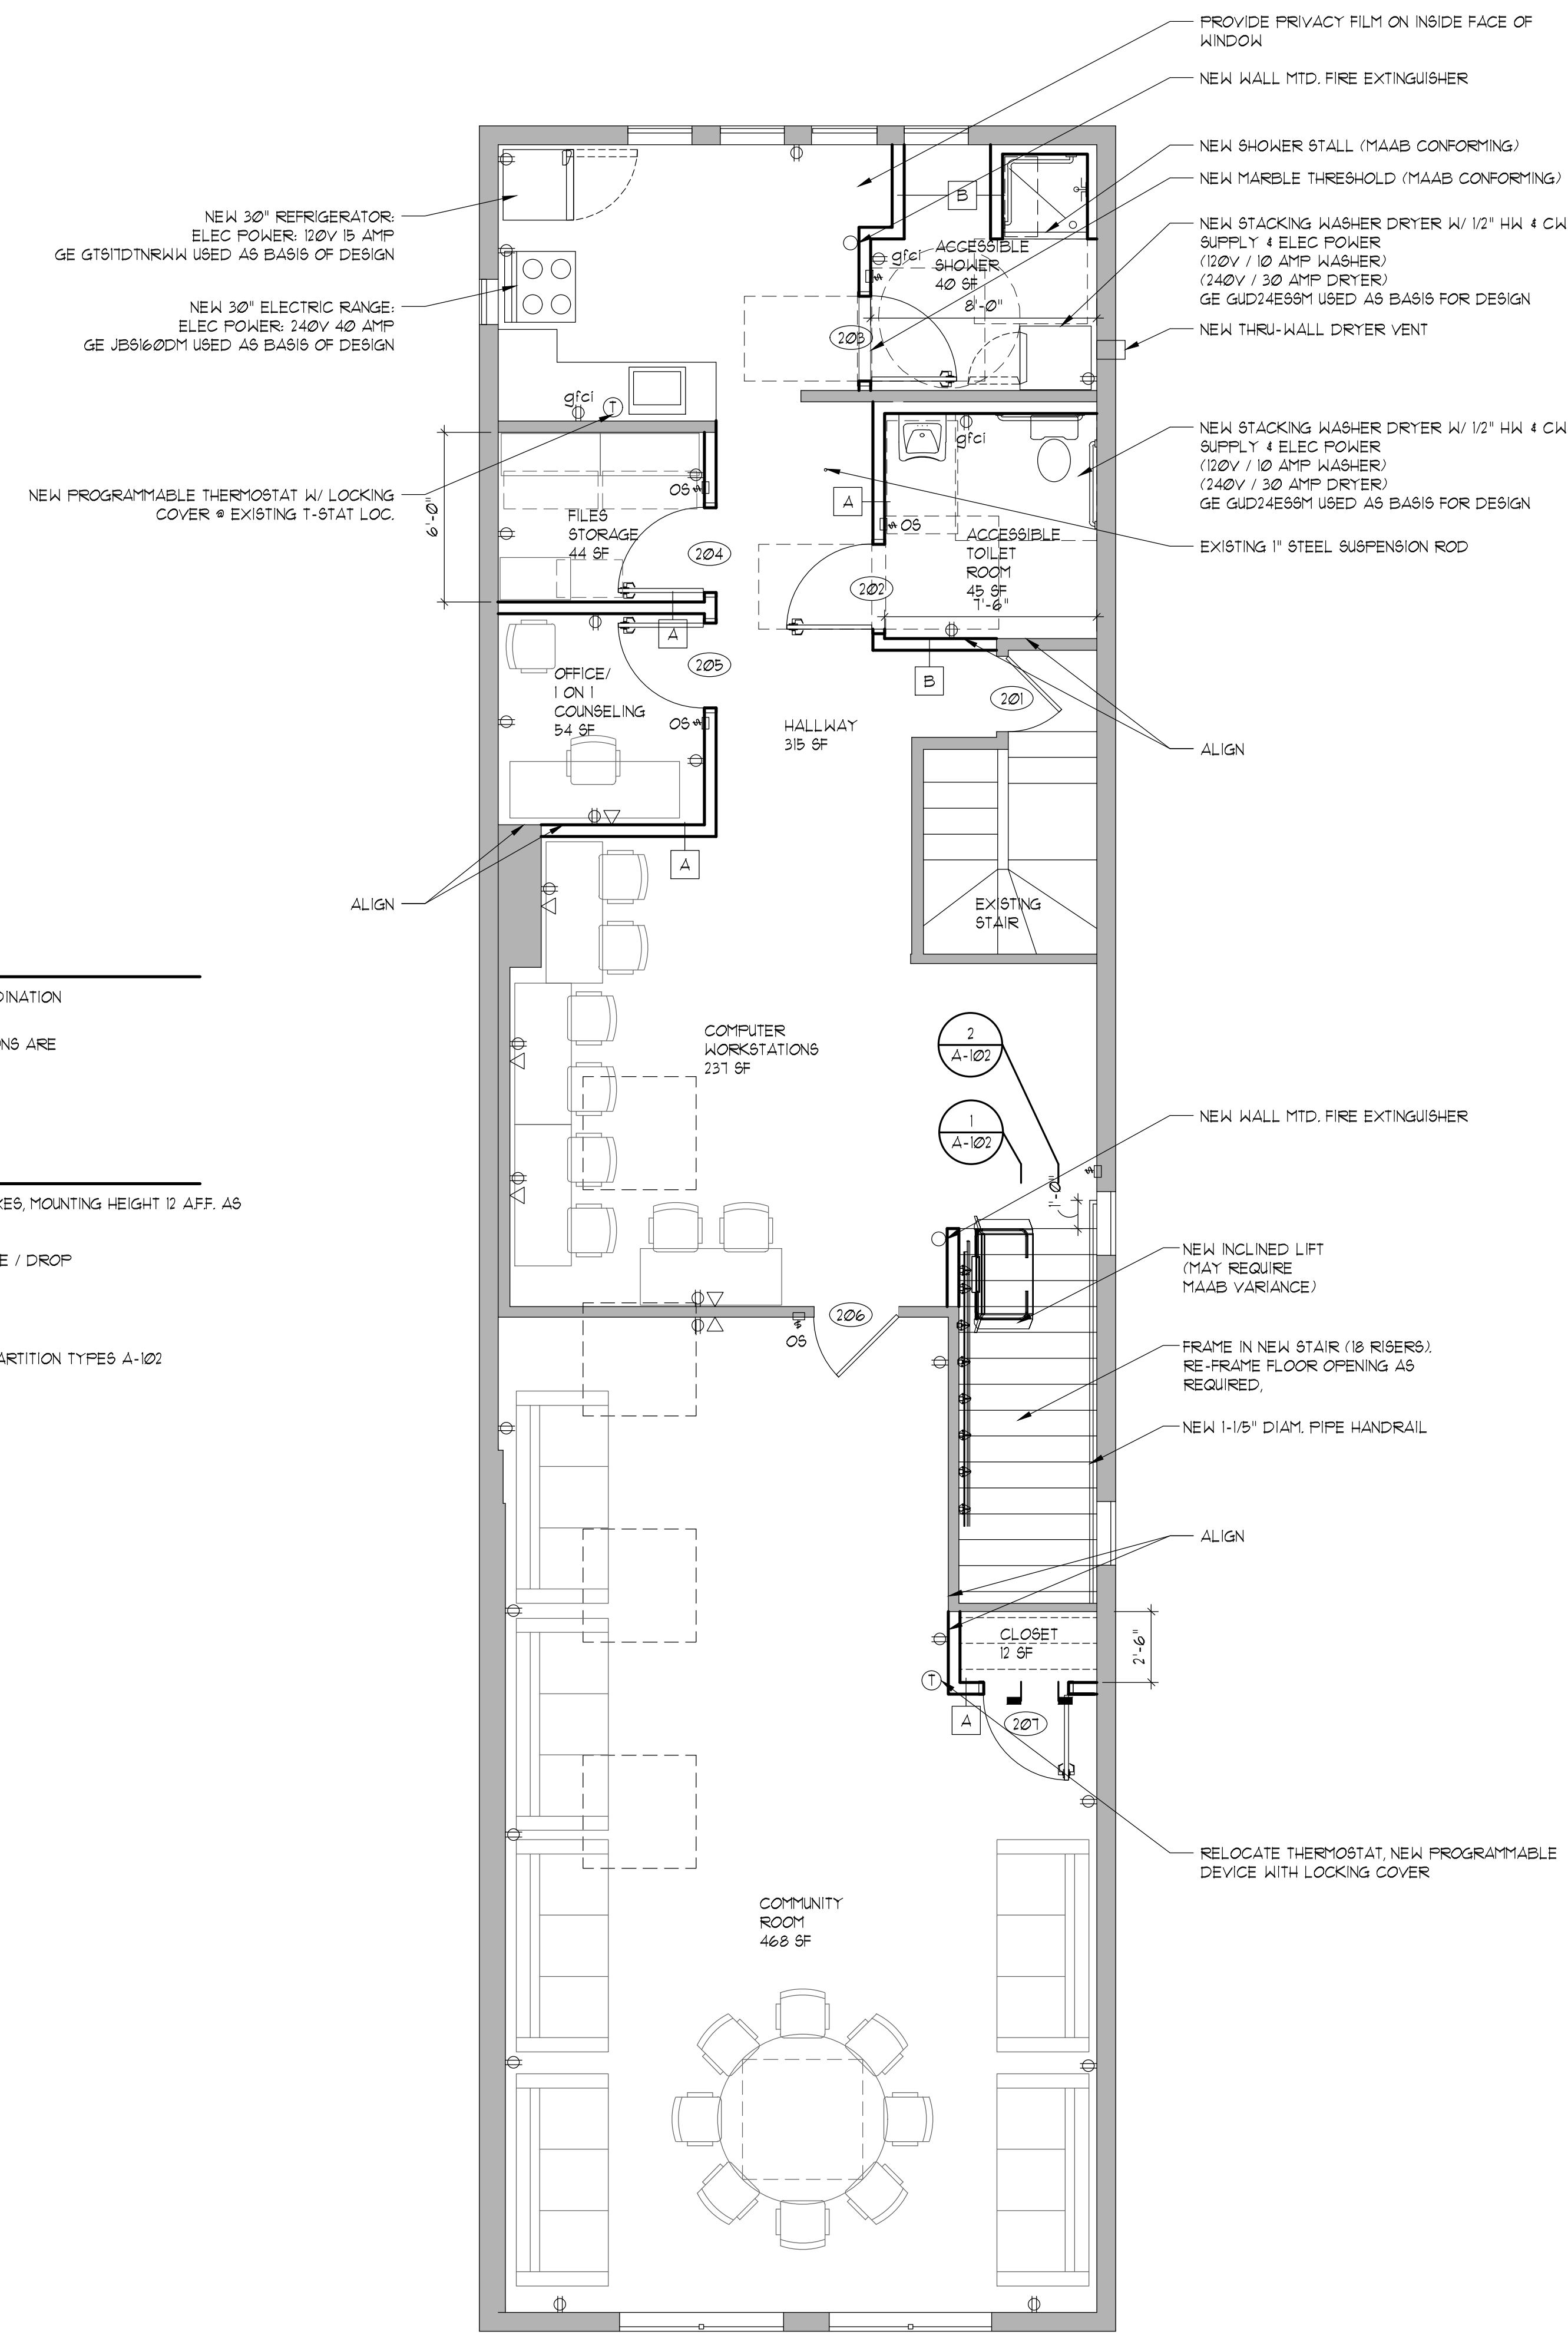 PROVIDE PRIVACY FILM ON INSIDE FACE OF
WINDOW
NEW WALL MTD. FIRE EXTINGUISHER
NEW SHOWER STALL (MAAB CONFORMING)
NEW MARBLE THRESHOLD (MAAB CONFORMING)
NEW STACKING WASHER DRYER W/ 1/2" HW & CW
SUPPLY & ELEC POWER
(120V / 10 AMP WASHER)
(240V / 30 AMP DRYER)
GE GUD24ESSM USED AS BASIS FOR DESIGN
NEW THRU-WALL DRYER VENT
NEW 30" REFRIGERATOR:
ELEC POWER: 120V 15 AMP
GE GTS17DTNRWW USED AS BASIS OF DESIGN
NEW 30" ELECTRIC RANGE:
ELEC POWER: 240V 40 AMP
GE JBS160DM USED AS BASIS OF DESIGN
B
gfci
$
ACCESSIBLE
SHOWER
40 SF
8'-0"
203
gfci
T
NEW STACKING WASHER DRYER W/ 1/2" HW & CW
SUPPLY & ELEC POWER
(120V / 10 AMP WASHER)
(240V / 30 AMP DRYER)
GE GUD24ESSM USED AS BASIS FOR DESIGN
EXISTING 1" STEEL SUSPENSION ROD
NEW PROGRAMMABLE THERMOSTAT W/ LOCKING
COVER @ EXISTING T-STAT LOC.
6'-0"
OS $
FILES
STORAGE
44 SF
204
A
gfci
A
$ OS
ACCESSIBLE
TOILET
ROOM
45 SF
7'-6"
202
B
201
ALIGN
205
OFFICE/
1 ON 1
COUNSELING
54 SF
OS $
HALLWAY
315 SF
A
ALIGN
EXISTING
STAIR
DINATION
ONS ARE
COMPUTER
WORKSTATIONS
237 SF
2
A-102
1
A-102
1'-0"
$
NEW WALL MTD. FIRE EXTINGUISHER
KES, MOUNTING HEIGHT 12 A.F.F. AS
E / DROP
ARTITION TYPES A-102
NEW INCLINED LIFT
(MAY REQUIRE
MAAB VARIANCE)
206
$
OS
FRAME IN NEW STAIR (18 RISERS).
RE-FRAME FLOOR OPENING AS
REQUIRED,
NEW 1-1/5" DIAM. PIPE HANDRAIL
ALIGN
CLOSET
12 SF
2'-6"
T
A
207
RELOCATE THERMOSTAT, NEW PROGRAMMABLE
DEVICE WITH LOCKING COVER
COMMUNITY
ROOM
468 SF